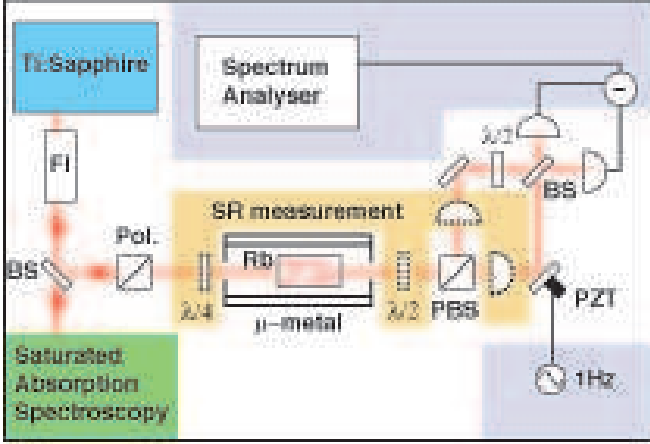 Ti:Sapphire
Spectrum
Analyser
−
FI
λ/2
BS
SR measurement
Pol.
Rb
BS
λ/4
λ/2
PBS
PZT
μ-metal
Saturated
Absorption
Spectroscopy
1Hz